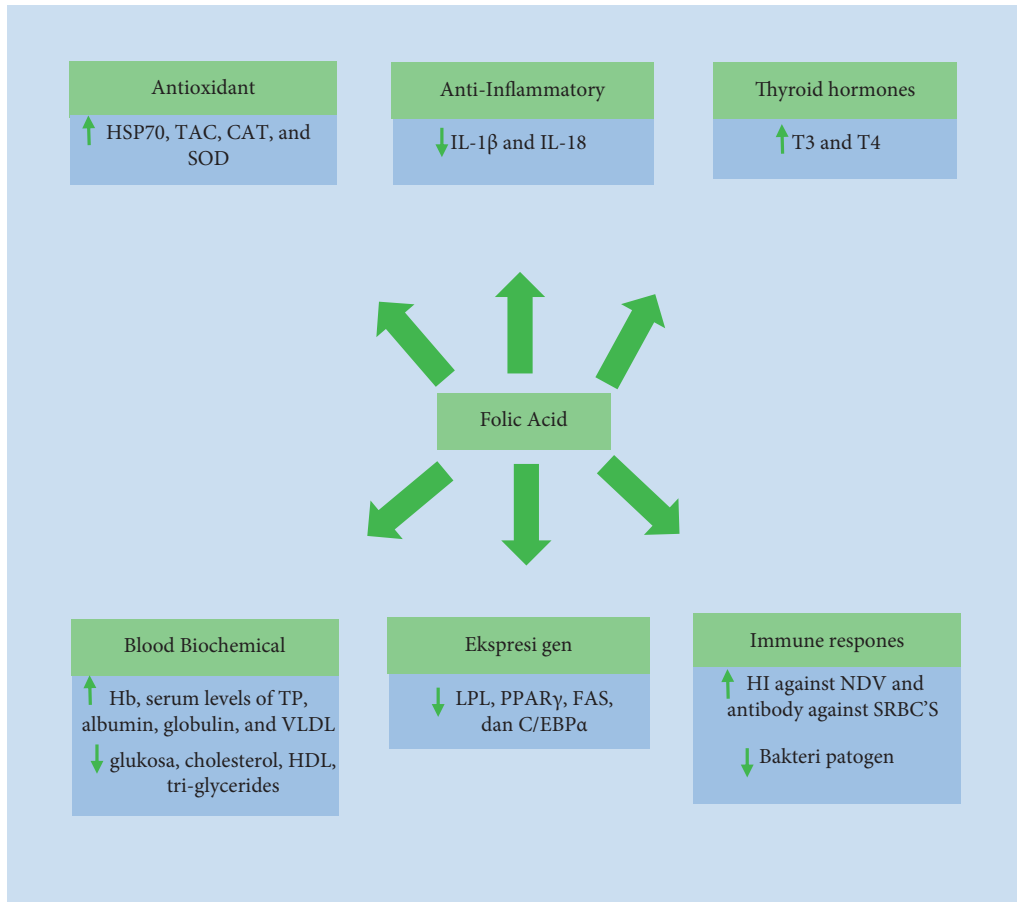 Antioxidant
HSP70, TAC, CAT, and
SOD
Anti-Inflammatory
IL-1β and IL-18
Thyroid hormones
T3 and T4
Folic Acid
Blood Biochemical
Hb, serum levels of TP,
albumin, globulin, and VLDL
glukosa, cholesterol, HDL,
tri-glycerides
Ekspresi gen
LPL, PPARγ, FAS,
dan C/EBPα
Immune respones
HI against NDV and
antibody against SRBC'S
Bakteri patogen